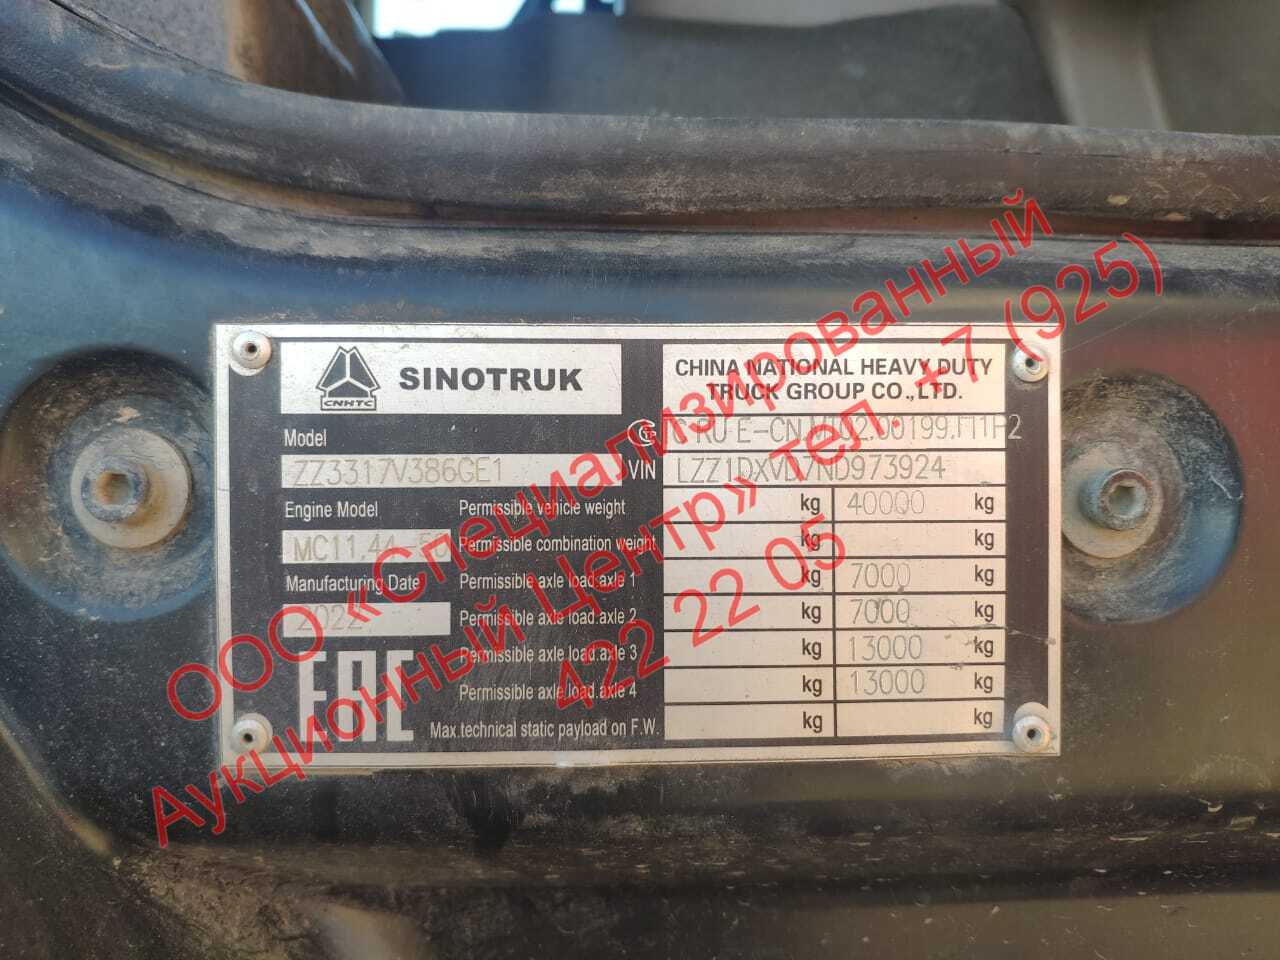 SINOTRUK
CNHTC
CHINA NATIONAL HEAVY DUTY
TRUCK GROUP CO.,LTD.
Model
ZZ3317V386GE1
VIN
Engine Model
Permissible vehicle weight kg 40000 kg
Permissible combination weight kg kg
Manufacturing Date Permissible axle load:axle 1 kg 7000 kg
2022 Permissible axle load:axle 2 kg 7000 kg
Permissible axle load:axle 3 kg 13000 kg
Permissible axle load:axle 4 kg 13000 kg
EAC Max.technical static payload on F.W. kg kg
ООО «Специализированный
Аукционный Центр» тел. +7 (925)
422 22 05